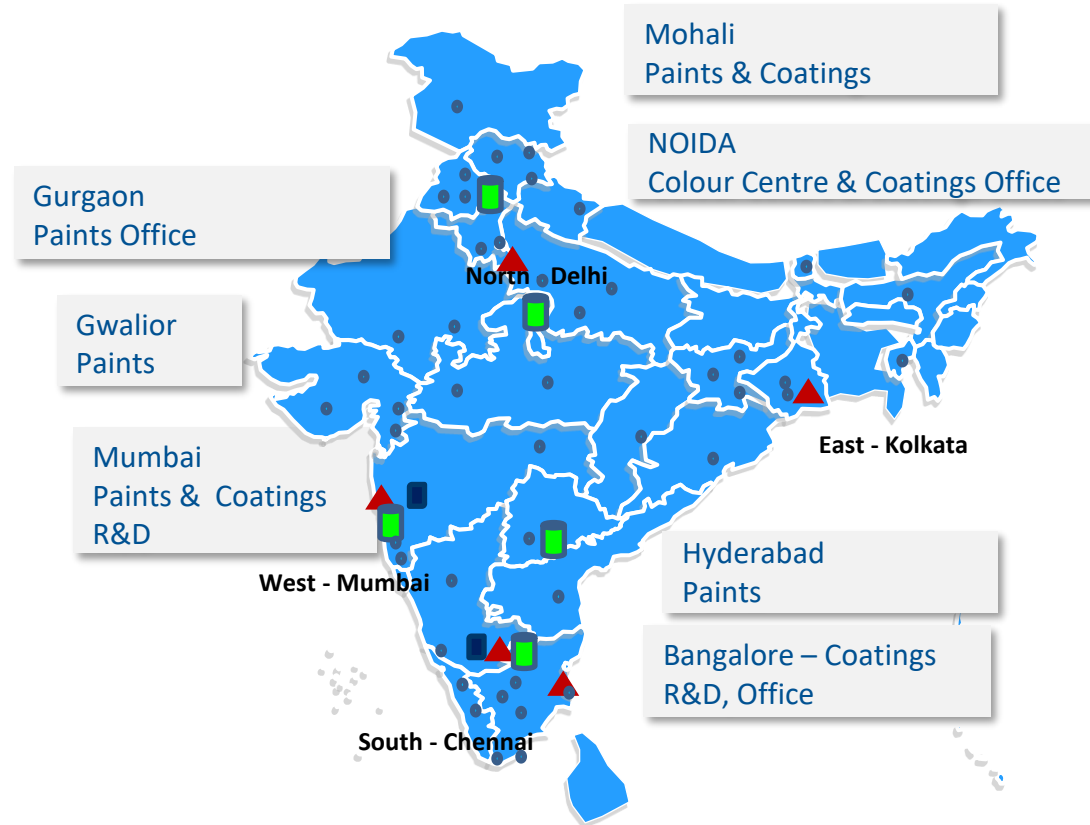 Mohali
Paints & Coatings
NOIDA
Colour Centre & Coatings Office
Gurgaon
Paints Office
North - Delhi
Gwalior
Paints
East - Kolkata
Mumbai
Paints & Coatings
R&D
West - Mumbai
Hyderabad
Paints
Bangalore – Coatings
R&D, Office
South - Chennai